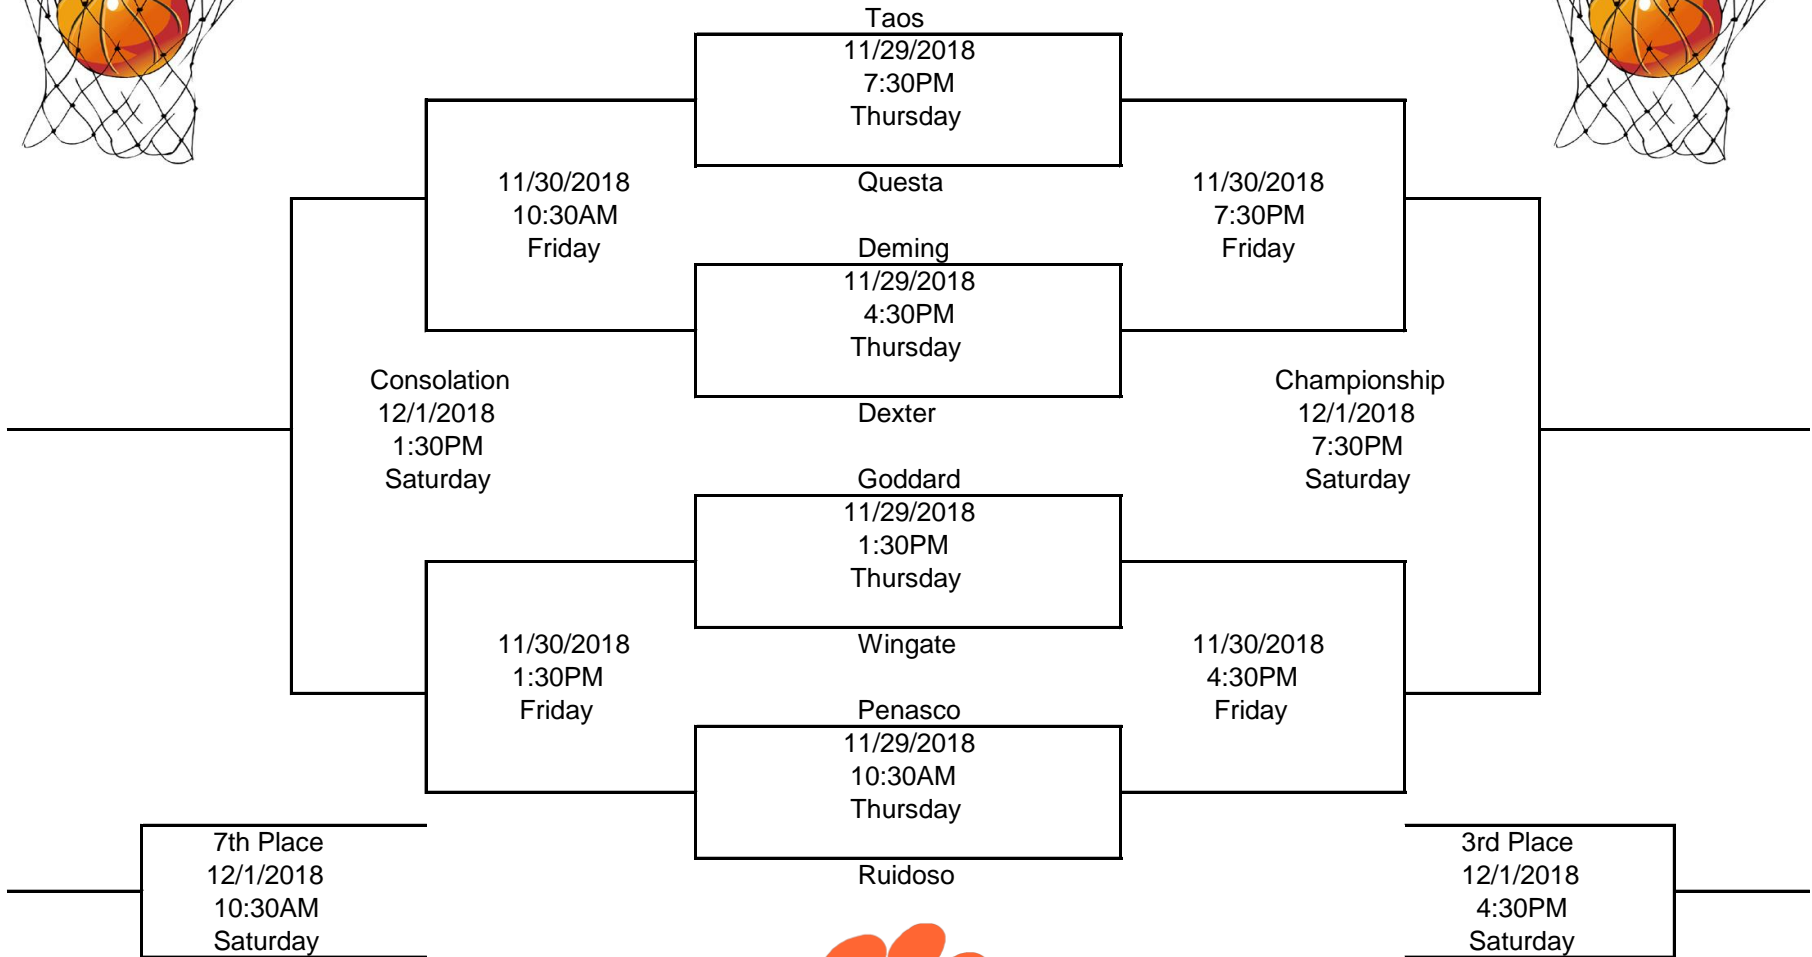 Taos
11/29/2018
7:30PM
Thursday
Questa
11/30/2018
10:30AM
Friday
11/30/2018
7:30PM
Friday
Deming
11/29/2018
4:30PM
Thursday
Dexter
Consolation
12/1/2018
1:30PM
Saturday
Championship
12/1/2018
7:30PM
Saturday
Goddard
11/29/2018
1:30PM
Thursday
Wingate
11/30/2018
1:30PM
Friday
11/30/2018
4:30PM
Friday
Penasco
11/29/2018
10:30AM
Thursday
Ruidoso
7th Place
12/1/2018
10:30AM
Saturday
3rd Place
12/1/2018
4:30PM
Saturday